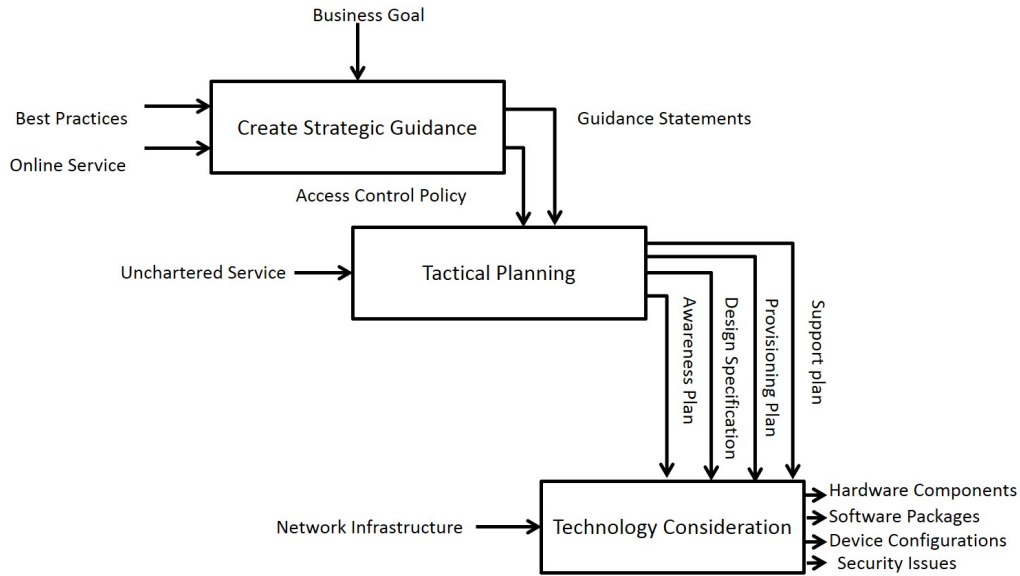 Business Goal
Best Practices
Create Strategic Guidance
Guidance Statements
Online Service
Access Control Policy
Unchartered Service
Tactical Planning
Awareness Plan
Design Specification
Provisioning Plan
Support plan
Hardware Components
Network Infrastructure
Technology Consideration
Software Packages
Device Configurations
Security Issues